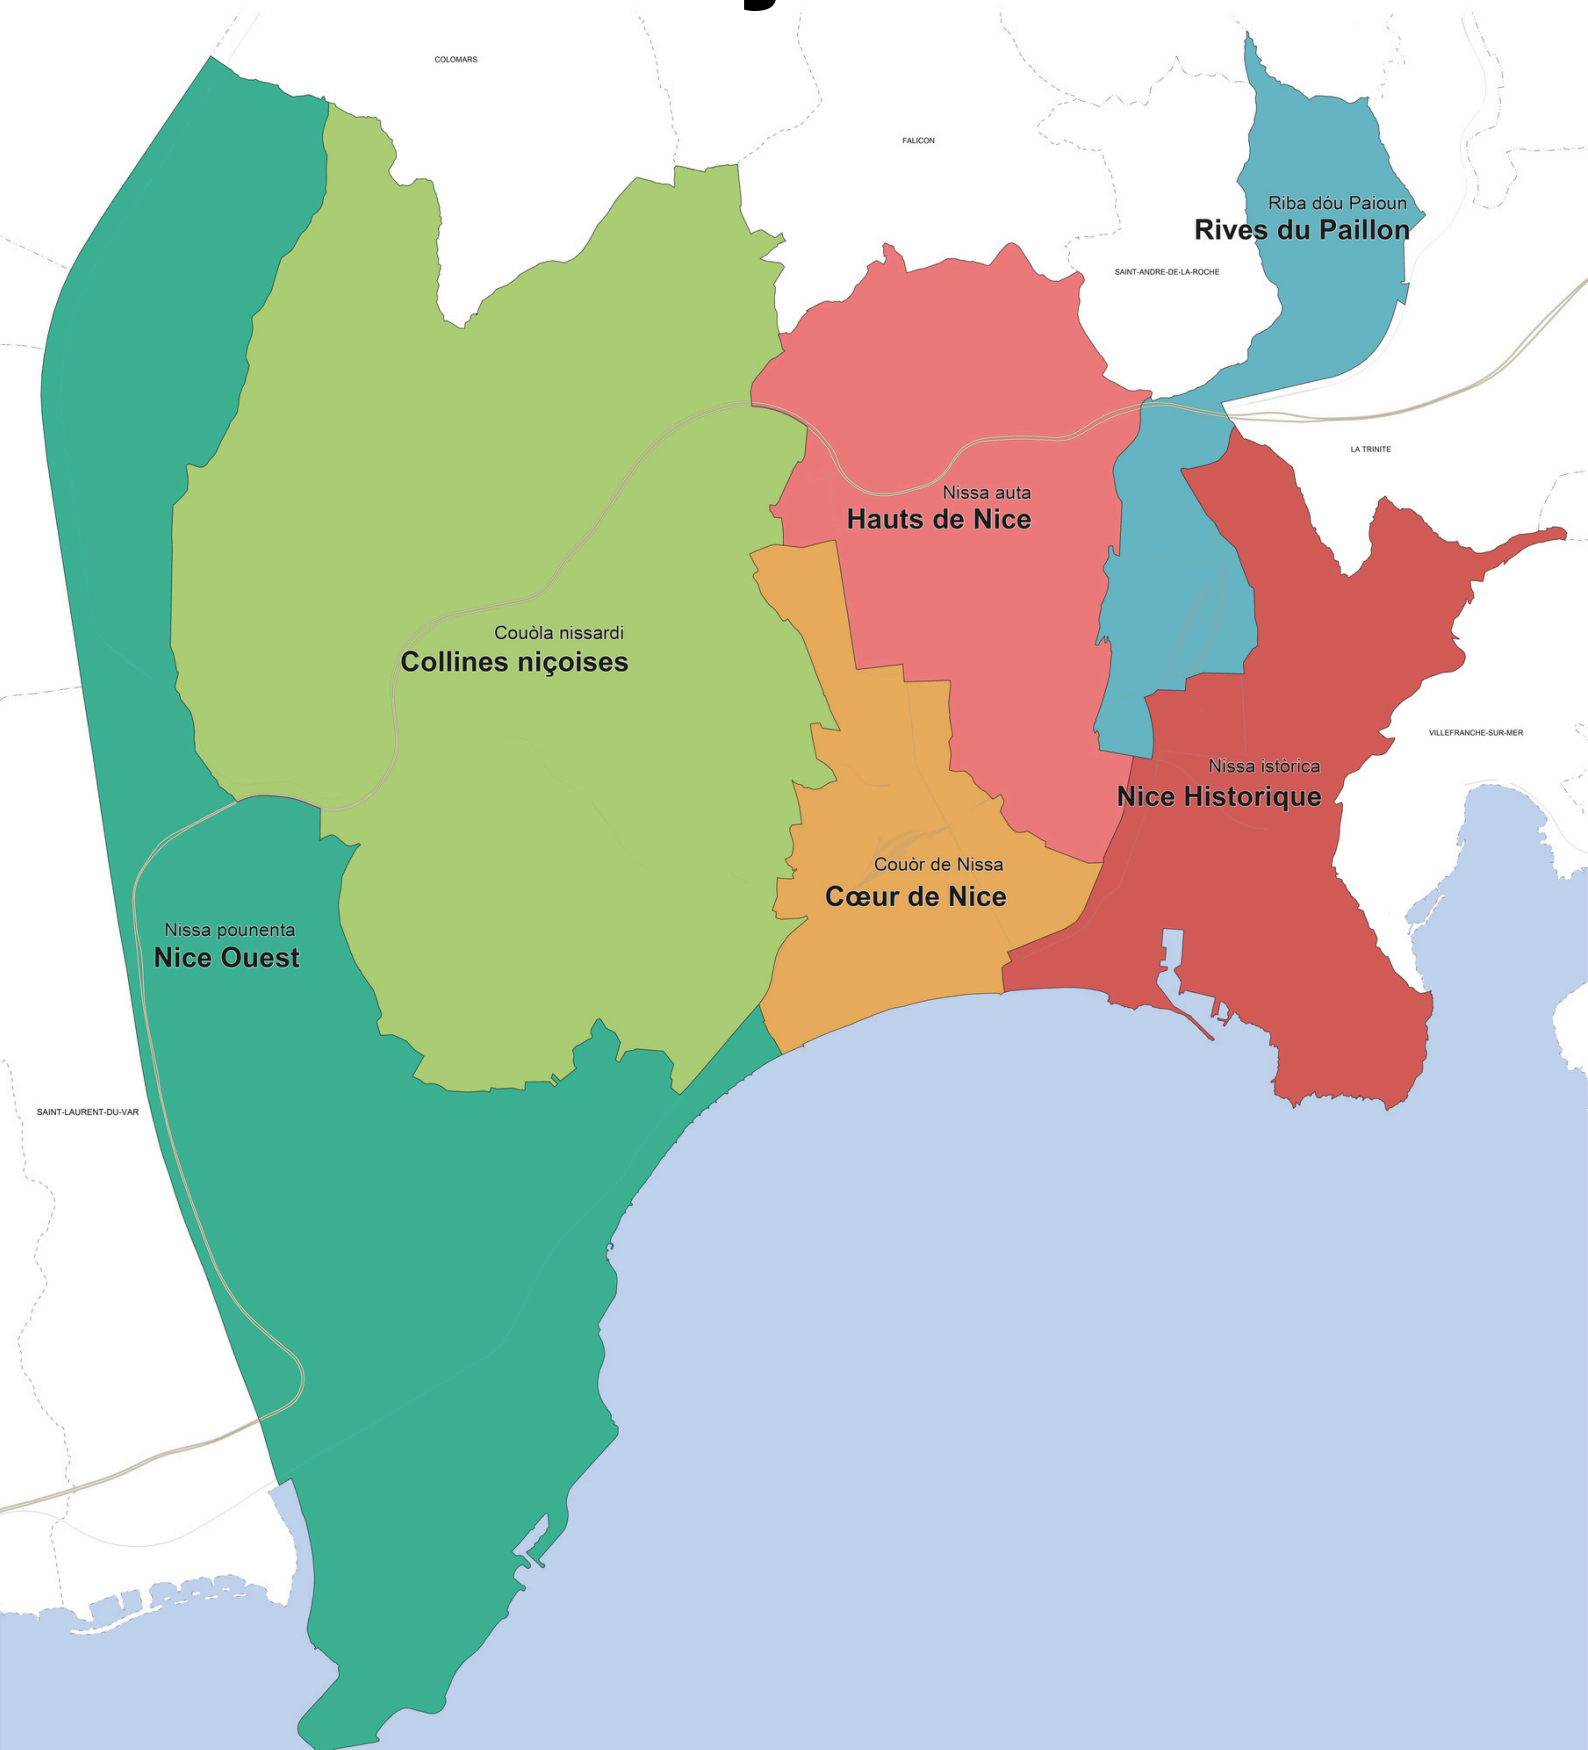 COLOMARS
FALICON
Riba dóu Paioun
Rives du Paillon
SAINT-ANDRE-DE-LA-ROCHE
LA TRINITE
Nissa auta
Hauts de Nice
Couòla nissardi
Collines niçoises
VILLEFRANCHE-SUR-MER
Nissa istòrica
Nice Historique
Couòr de Nissa
Cœur de Nice
Nissa pounenta
Nice Ouest
SAINT-LAURENT-DU-VAR